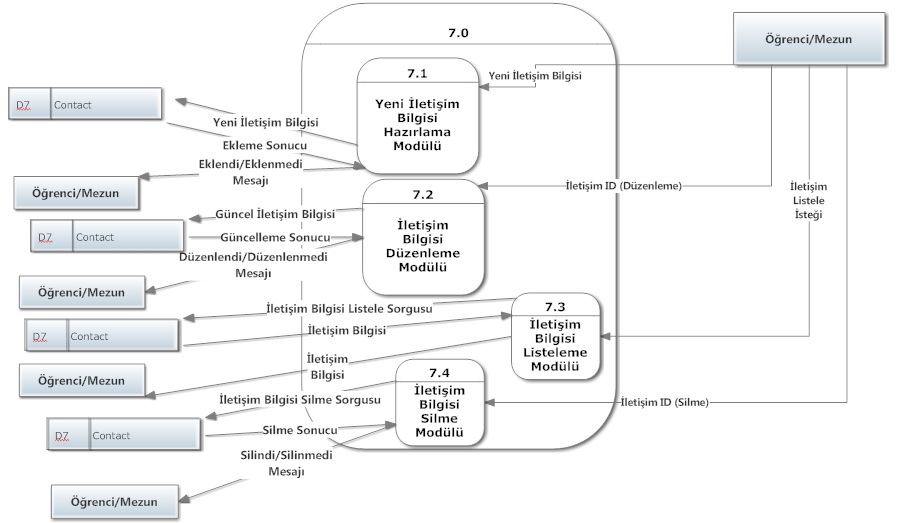 7.0
Öğrenci/Mezun
7.1
Yeni İletişim
Bilgisi
Hazırlama
Modülü
Yeni İletişim Bilgisi
D7 Contact
Yeni İletişim Bilgisi
Ekleme Sonucu
Eklendi/Eklenmedi
Mesajı
Öğrenci/Mezun
7.2
İletişim
Bilgisi
Düzenleme
Modülü
İletişim ID (Düzenleme)
İletişim
Listele
İsteği
Güncel İletişim Bilgisi
D7 Contact
Güncelleme Sonucu
Düzenlendi/Düzenlenmedi
Mesajı
Öğrenci/Mezun
7.3
İletişim
Bilgisi
Listeleme
Modülü
İletişim Bilgisi Listele Sorgusu
D7 Contact
İletişim Bilgisi
İletişim
Bilgisi
Öğrenci/Mezun
7.4
İletişim
Bilgisi
Silme
Modülü
İletişim Bilgisi Silme Sorgusu
İletişim ID (Silme)
D7 Contact
Silme Sonucu
Silindi/Silinmedi
Mesajı
Öğrenci/Mezun